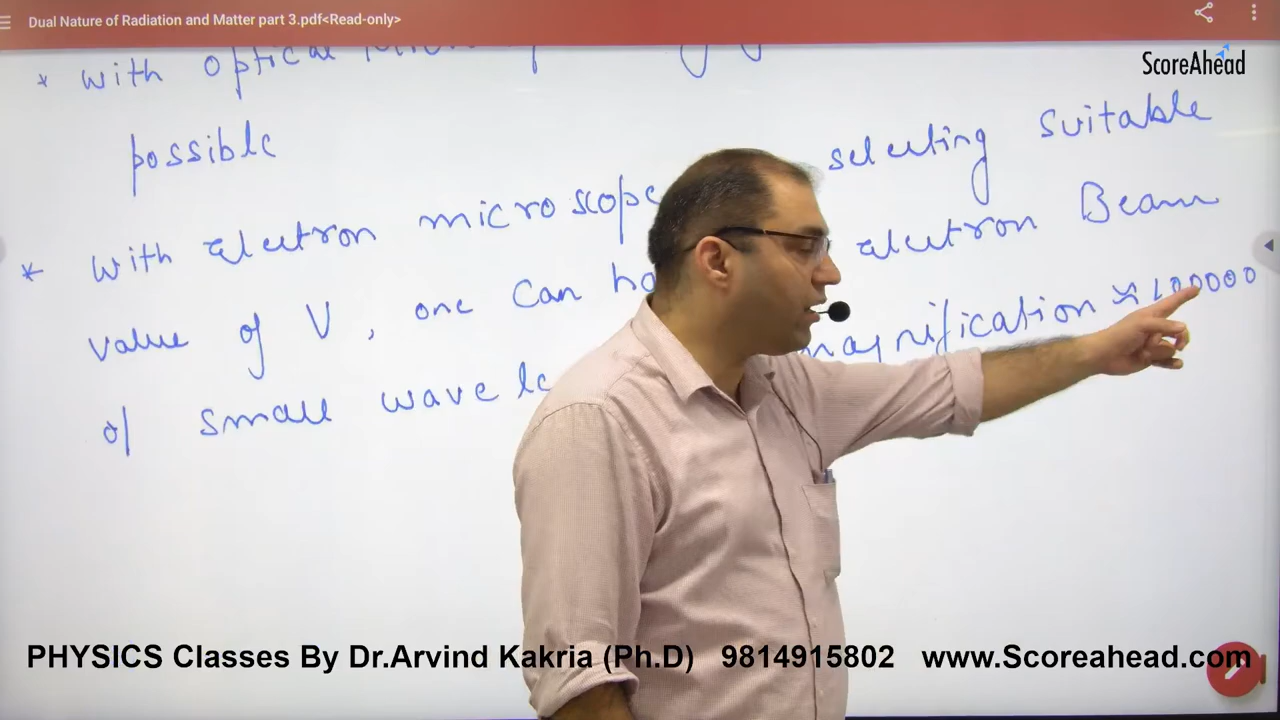 Dual Nature of Radiation and Matter part 3.pdf<Read-only>
ScoreAhead
* with optical
possible
* with electron microscope selecting suitable
value of V, one can electron Beam
of small magnification ≈ 100000
PHYSICS Classes By Dr.Arvind Kakria (Ph.D) 9814915802 www.Scoreahead.com